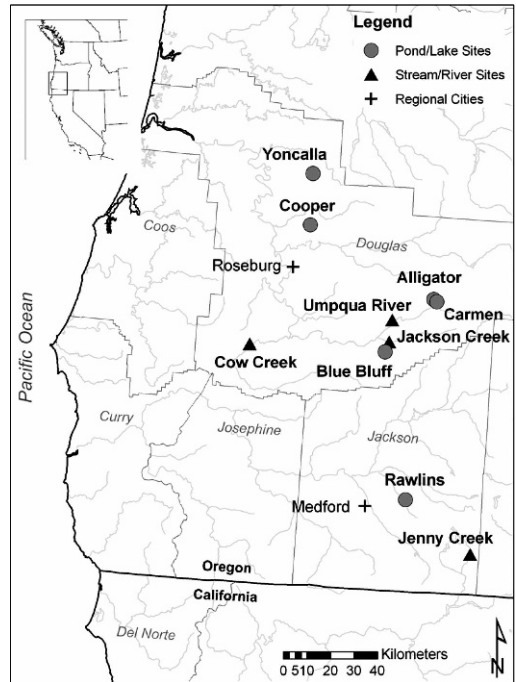 Legend
Pond/Lake Sites
Stream/River Sites
Regional Cities
Yoncalla
Cooper
Coos
Douglas
Roseburg
Alligator
Umpqua River
Carmen
Jackson Creek
Cow Creek
Blue Bluff
Pacific Ocean
Curry
Josephine
Jackson
Rawlins
Medford
Jenny Creek
Oregon
California
Del Norte
Kilometers
0 5 10 20 30 40
N